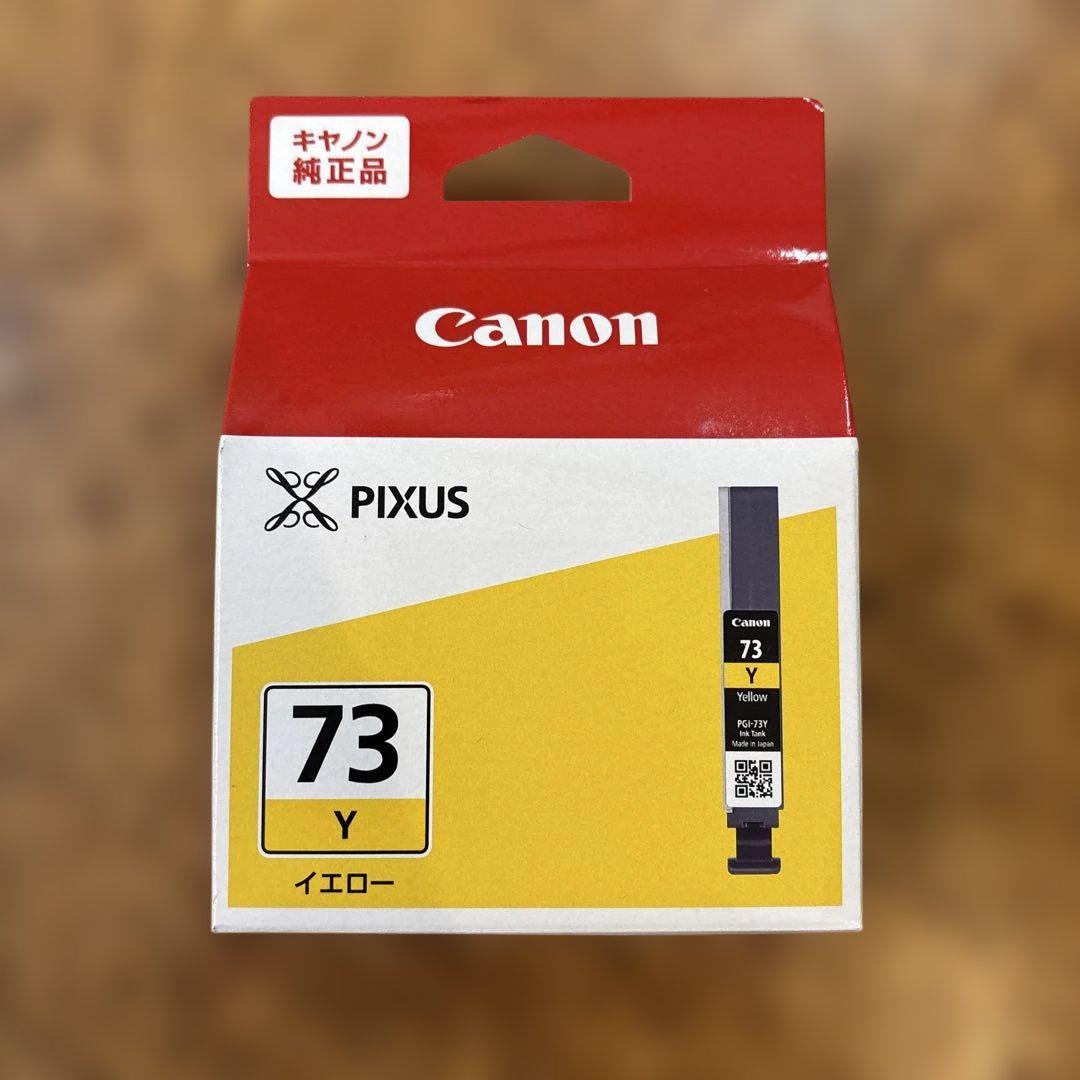 キヤノン
純正品
Canon
PIXUS
73
Y
イエロー
Canon
73
Y
Yellow
PGI-73Y
Ink Tank
Made in Japan